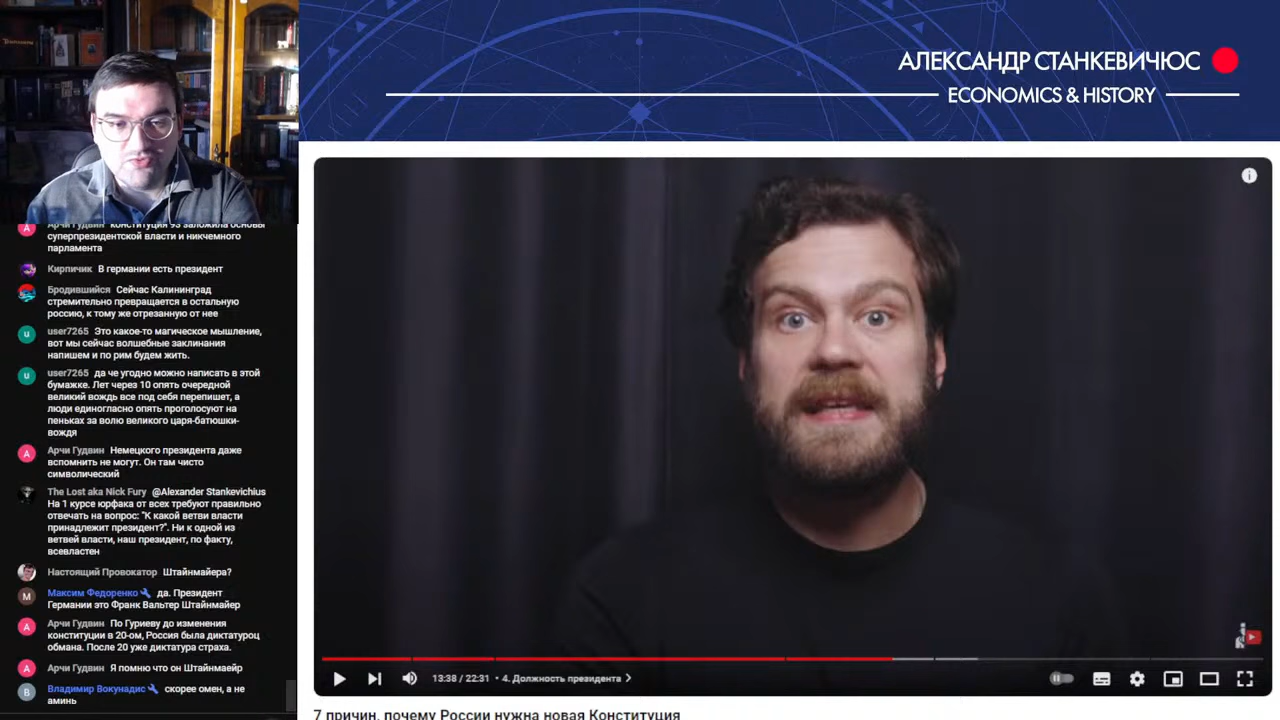 АЛЕКСАНДР СТАНКЕВИЧЮС
ECONOMICS & HISTORY
Арчи Гудвин конституция 93 заложила основы
суперпрезидентской власти и никчемного
парламента
Кирпичик В германии есть президент
Бродившийся Сейчас Калининград
стремительно превращается в остальную
россию, к тому же отрезанную от нее
user7265 Это какое-то магическое мышление,
вот мы сейчас волшебные заклинания
напишем и по рим будем жить.
user7265 да че угодно можно написать в этой
бумажке. Лет через 10 опять очередной
великий вождь все под себя перепишет, а
люди единогласно опять проголосуют на
пеньках за волю великого царя-батюшки-
вождя
Арчи Гудвин Немецкого президента даже
вспомнить не могут. Он там чисто
символический
The Lost aka Nick Fury @Alexander Stankevichius
На 1 курсе юрфака от всех требуют правильно
отвечать на вопрос: "К какой ветви власти
принадлежит президент?". Ни к одной из
ветвей власти, наш президент, по факту,
всевластен
Настоящий Провокатор Штайнмайера?
Максим Федоренко да. Президент
Германии это Франк Вальтер Штайнмайер
Арчи Гудвин По Гуриеву до изменения
конституции в 20-ом, Россия была диктатуроц
обмана. После 20 уже диктатура страха.
Арчи Гудвин Я помню что он Штайнмаейр
Владимир Вокунадис скорее омен, а не
аминь
13:38 / 22:31 • 4. Должность президента
7 причин, почему России нужна новая Конституция